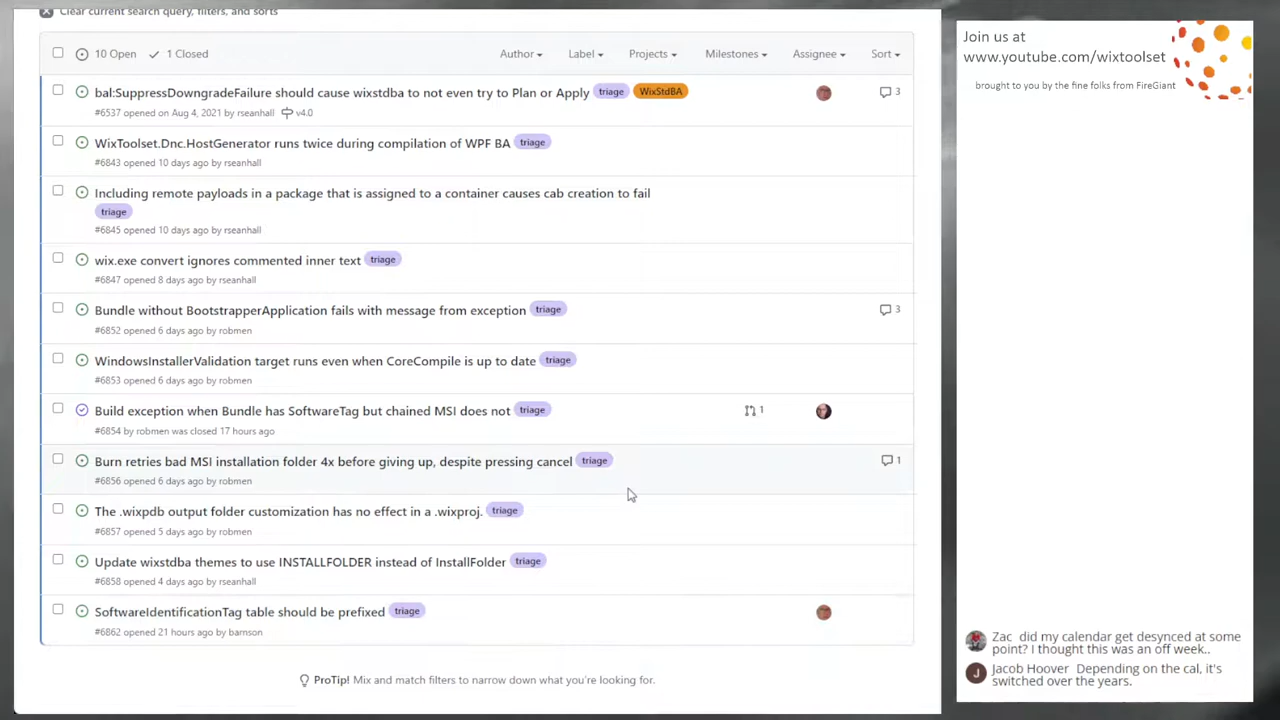 Clear current search query, filters, and sorts
10 Open 1 Closed Author Label Projects Milestones Assignee Sort
bal:SuppressDowngradeFailure should cause wixstdba to not even try to Plan or Apply triage WixStdBA 3
#6537 opened on Aug 4, 2021 by rseanhall v4.0
WixToolset.Dnc.HostGenerator runs twice during compilation of WPF BA triage
#6843 opened 10 days ago by rseanhall
Including remote payloads in a package that is assigned to a container causes cab creation to fail
triage
#6845 opened 10 days ago by rseanhall
wix.exe convert ignores commented inner text triage
#6847 opened 8 days ago by rseanhall
Bundle without BootstrapperApplication fails with message from exception triage 3
#6852 opened 6 days ago by robmen
WindowsInstallerValidation target runs even when CoreCompile is up to date triage
#6853 opened 6 days ago by robmen
Build exception when Bundle has SoftwareTag but chained MSI does not triage 1
#6854 by robmen was closed 17 hours ago
Burn retries bad MSI installation folder 4x before giving up, despite pressing cancel triage 1
#6856 opened 6 days ago by robmen
The .wixpdb output folder customization has no effect in a .wixproj. triage
#6857 opened 5 days ago by robmen
Update wixstdba themes to use INSTALLFOLDER instead of InstallFolder triage
#6858 opened 4 days ago by rseanhall
SoftwareIdentificationTag table should be prefixed triage
#6862 opened 21 hours ago by barnson
ProTip! Mix and match filters to narrow down what you're looking for.
Join us at
www.youtube.com/wixtoolset
brought to you by the fine folks from FireGiant
Zac did my calendar get desynced at some
point? I thought this was an off week..
J Jacob Hoover Depending on the cal, it's
switched over the years.